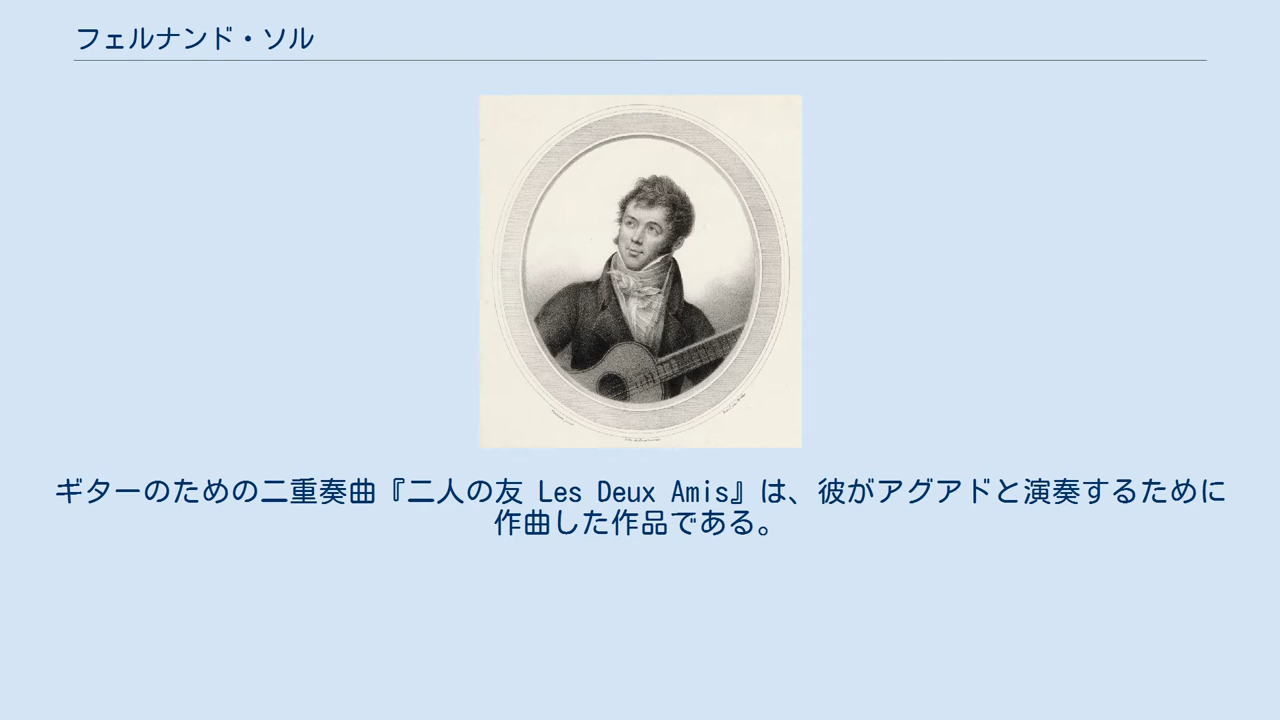 フェルナンド・ソル
ギターのための二重奏曲『二人の友 Les Deux Amis』は、彼がアグアドと演奏するために
作曲した作品である。